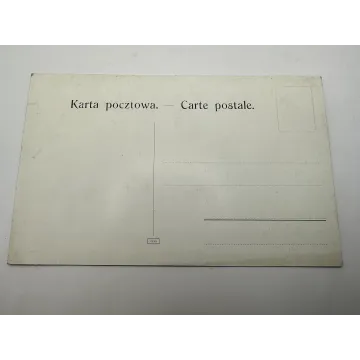 Karta pocztowa. — Carte postale.